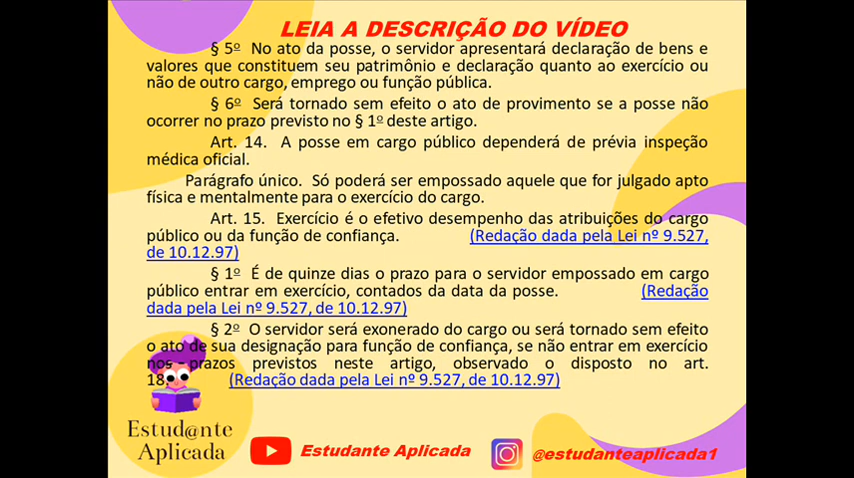 LEIA A DESCRIÇÃO DO VÍDEO
§ 5º No ato da posse, o servidor apresentará declaração de bens e
valores que constituem seu patrimônio e declaração quanto ao exercício ou
não de outro cargo, emprego ou função pública.
§ 6º Será tornado sem efeito o ato de provimento se a posse não
ocorrer no prazo previsto no § 1º deste artigo.
Art. 14. A posse em cargo público dependerá de prévia inspeção
médica oficial.
Parágrafo único. Só poderá ser empossado aquele que for julgado apto
física e mentalmente para o exercício do cargo.
Art. 15. Exercício é o efetivo desempenho das atribuições do cargo
público ou da função de confiança. (Redação dada pela Lei nº 9.527,
de 10.12.97)
§ 1º É de quinze dias o prazo para o servidor empossado em cargo
público entrar em exercício, contados da data da posse. (Redação
dada pela Lei nº 9.527, de 10.12.97)
§ 2º O servidor será exonerado do cargo ou será tornado sem efeito
o ato de sua designação para função de confiança, se não entrar em exercício
nos prazos previstos neste artigo, observado o disposto no art.
18. (Redação dada pela Lei nº 9.527, de 10.12.97)
Estud@nte
Aplicada
Estudante Aplicada
@estudanteaplicada1